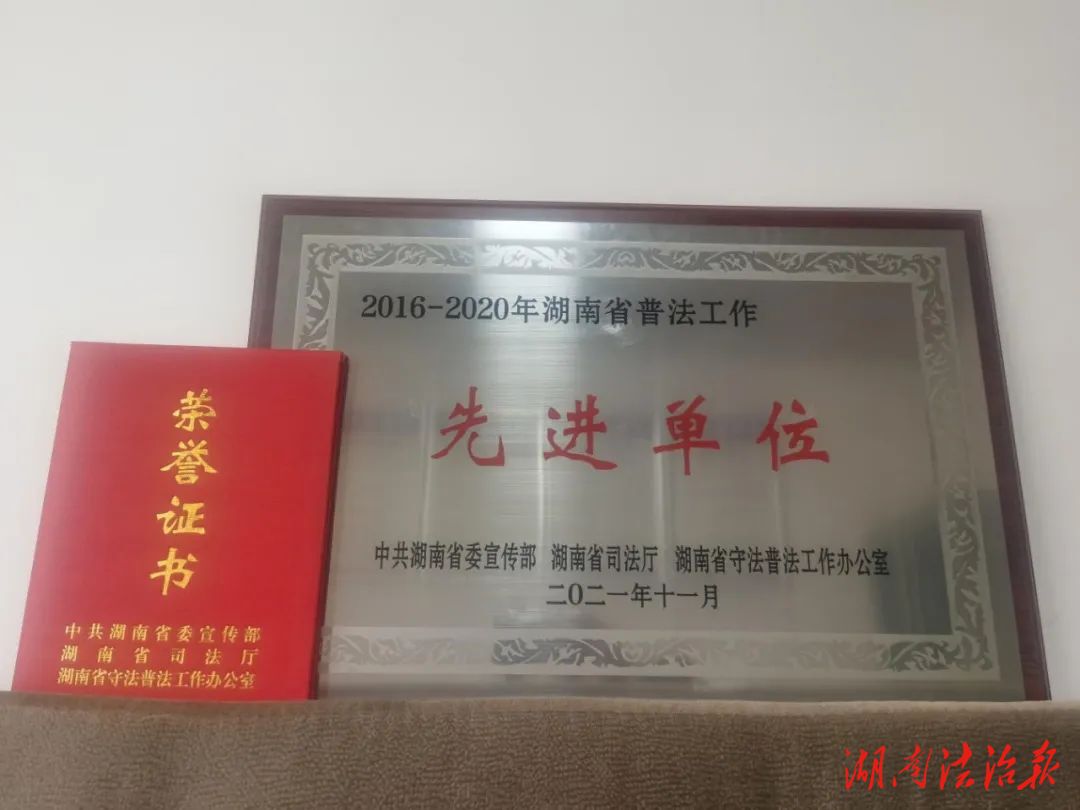 2016-2020年湖南省普法工作
先进单位
中共湖南省委宣传部 湖南省司法厅 湖南省守法普法工作办公室
二〇二一年十一月
荣誉证书
中共湖南省委宣传部
湖南省司法厅
湖南省守法普法工作办公室
湖南法治报